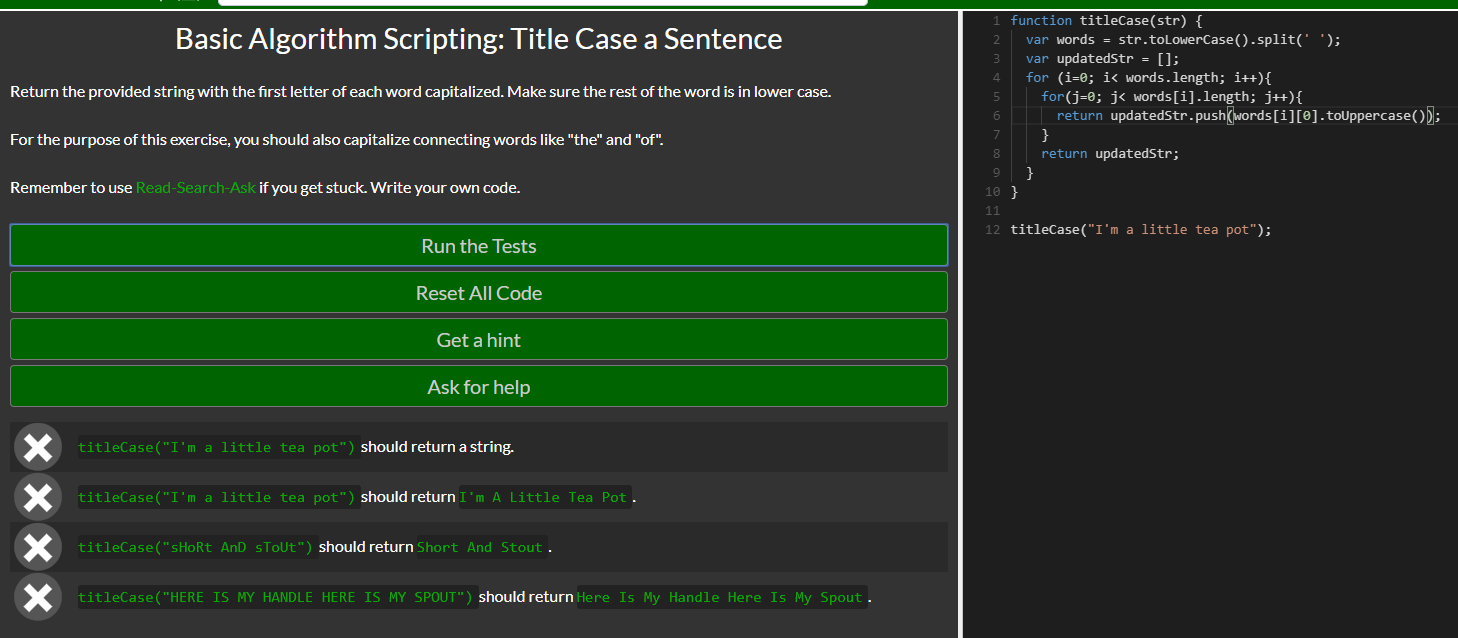 Basic Algorithm Scripting: Title Case a Sentence
Return the provided string with the first letter of each word capitalized. Make sure the rest of the word is in lower case.
For the purpose of this exercise, you should also capitalize connecting words like "the" and "of".
Remember to use Read-Search-Ask if you get stuck. Write your own code.
Run the Tests
Reset All Code
Get a hint
Ask for help
titleCase("I'm a little tea pot") should return a string.
titleCase("I'm a little tea pot") should return I'm A Little Tea Pot.
titleCase("sHoRt AnD sToUt") should return Short And Stout.
titleCase("HERE IS MY HANDLE HERE IS MY SPOUT") should return Here Is My Handle Here Is My Spout.
1 function titleCase(str) {
2   var words = str.toLowerCase().split(' ');
3   var updatedStr = [];
4   for (i=0; i< words.length; i++){
5     for(j=0; j< words[i].length; j++){
6       return updatedStr.push(words[i][0].toUppercase());
7     }
8     return updatedStr;
9   }
10 }
11
12 titleCase("I'm a little tea pot");